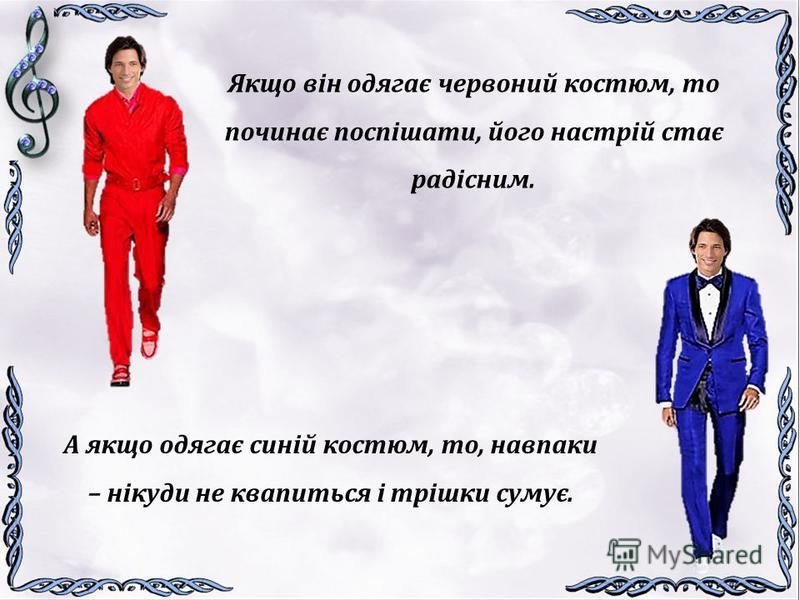 Якщо він одягає червоний костюм, то
починає поспішати, його настрій стає
радісним.
А якщо одягає синій костюм, то, навпаки
– нікуди не квапиться і трішки сумує.
MyShared